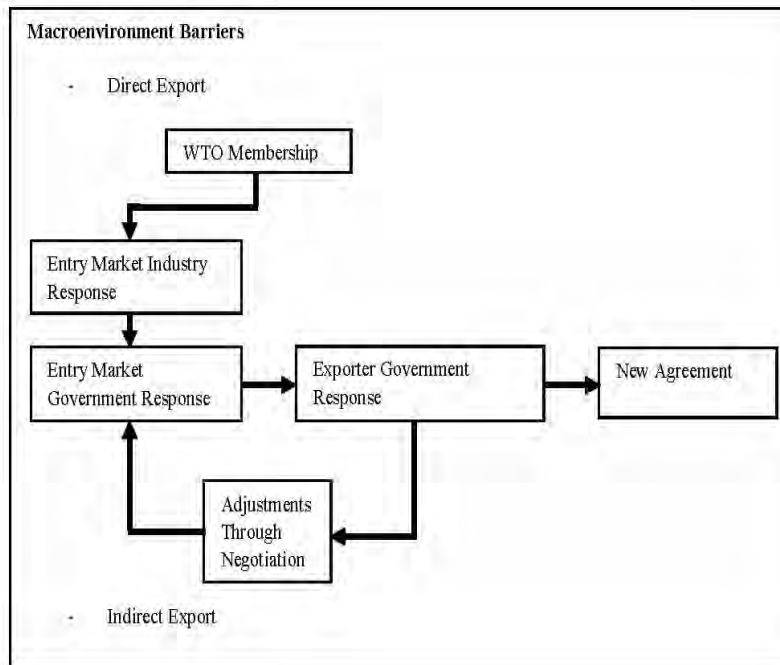 Macroenvironment Barriers
- Direct Export
WTO Membership
Entry Market Industry
Response
Entry Market
Government Response
Exporter Government
Response
New Agreement
Adjustments
Through
Negotiation
- Indirect Export